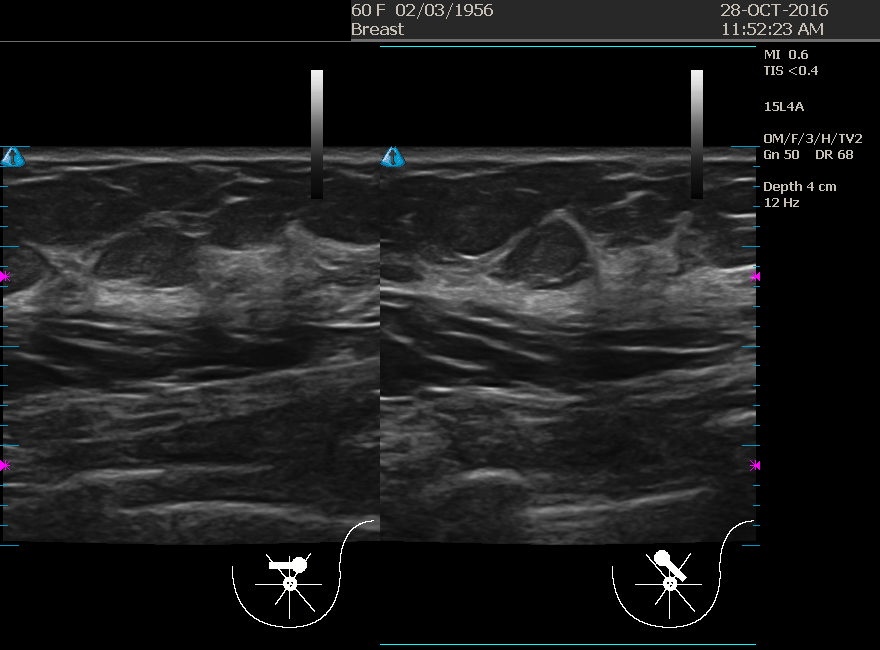 60 F 02/03/1956 28-OCT-2016
Breast 11:52:23 AM
MI 0.6
TIS <0.4
15L4A
OM/F/3/H/TV2
Gn 50 DR 68
Depth 4 cm
12 Hz